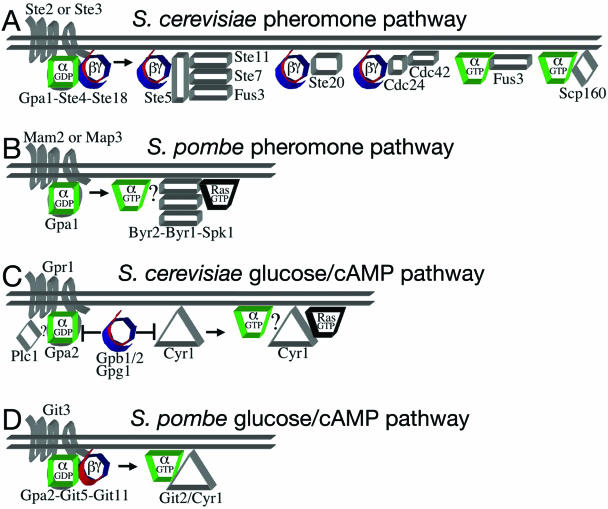 A S. cerevisiae pheromone pathway
Ste2 or Ste3
α
GDP
βγ
Gpa1-Ste4-Ste18
βγ
Ste5
Ste11
Ste7
Fus3
βγ
Ste20
βγ
Cdc24
Cdc42
α
GTP
Fus3
α
GTP
Scp160
B S. pombe pheromone pathway
Mam2 or Map3
α
GDP
Gpa1
α
GTP
?
Ras
GTP
Byr2-Byr1-Spk1
C S. cerevisiae glucose/cAMP pathway
Gpr1
Plc1
?
α
GDP
Gpa2
Gpb1/2
Gpg1
Cyr1
α
GTP
?
Cyr1
Ras
GTP
D S. pombe glucose/cAMP pathway
Git3
α
GDP
βγ
Gpa2-Git5-Git11
α
GTP
Git2/Cyr1